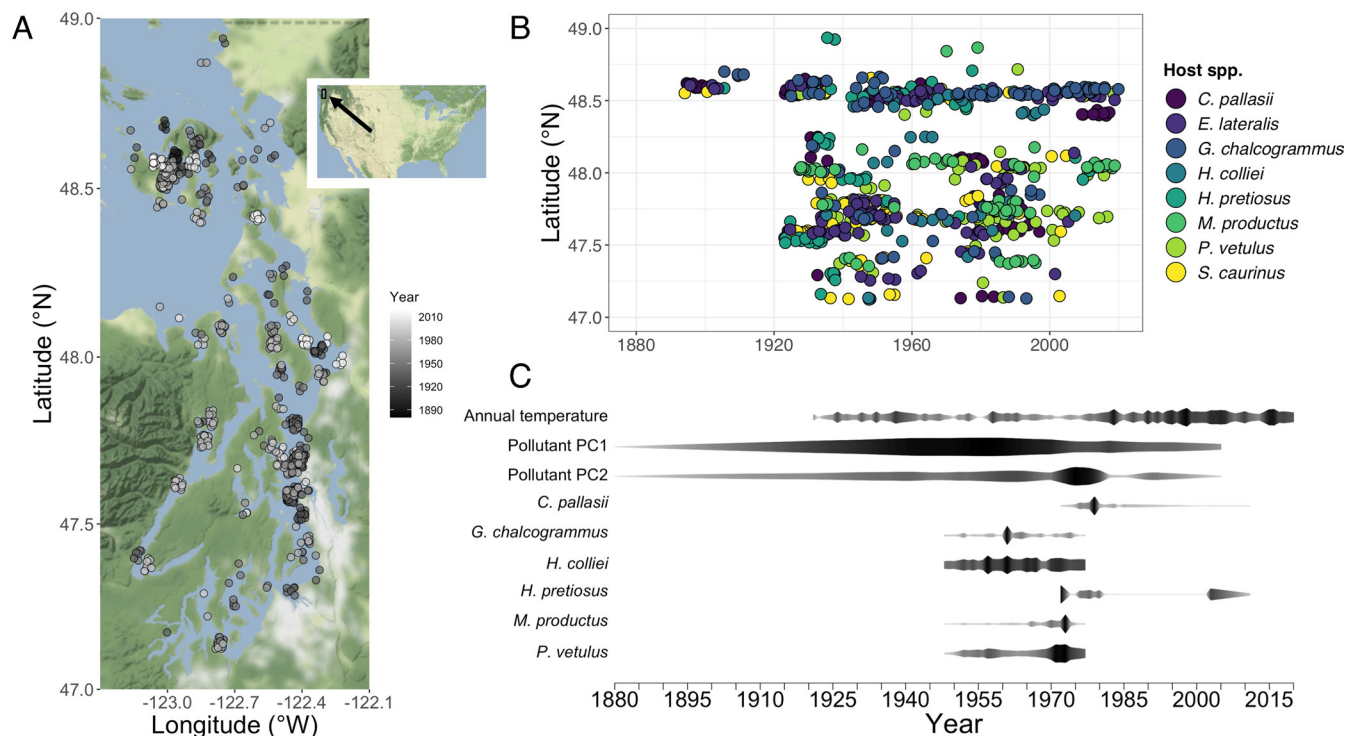 A
49.0
48.5
48.0
47.5
47.0
Latitude (°N)
-123.0 -122.7 -122.4 -122.1
Longitude (°W)
Year
2010
1980
1950
1920
1890
B
49.0
48.5
48.0
47.5
47.0
Latitude (°N)
1880 1920 1960 2000
Host spp.
C. pallasii
E. lateralis
G. chalcogrammus
H. colliei
H. pretiosus
M. productus
P. vetulus
S. caurinus
C
Annual temperature
Pollutant PC1
Pollutant PC2
C. pallasii
G. chalcogrammus
H. colliei
H. pretiosus
M. productus
P. vetulus
1880 1895 1910 1925 1940 1955 1970 1985 2000 2015
Year